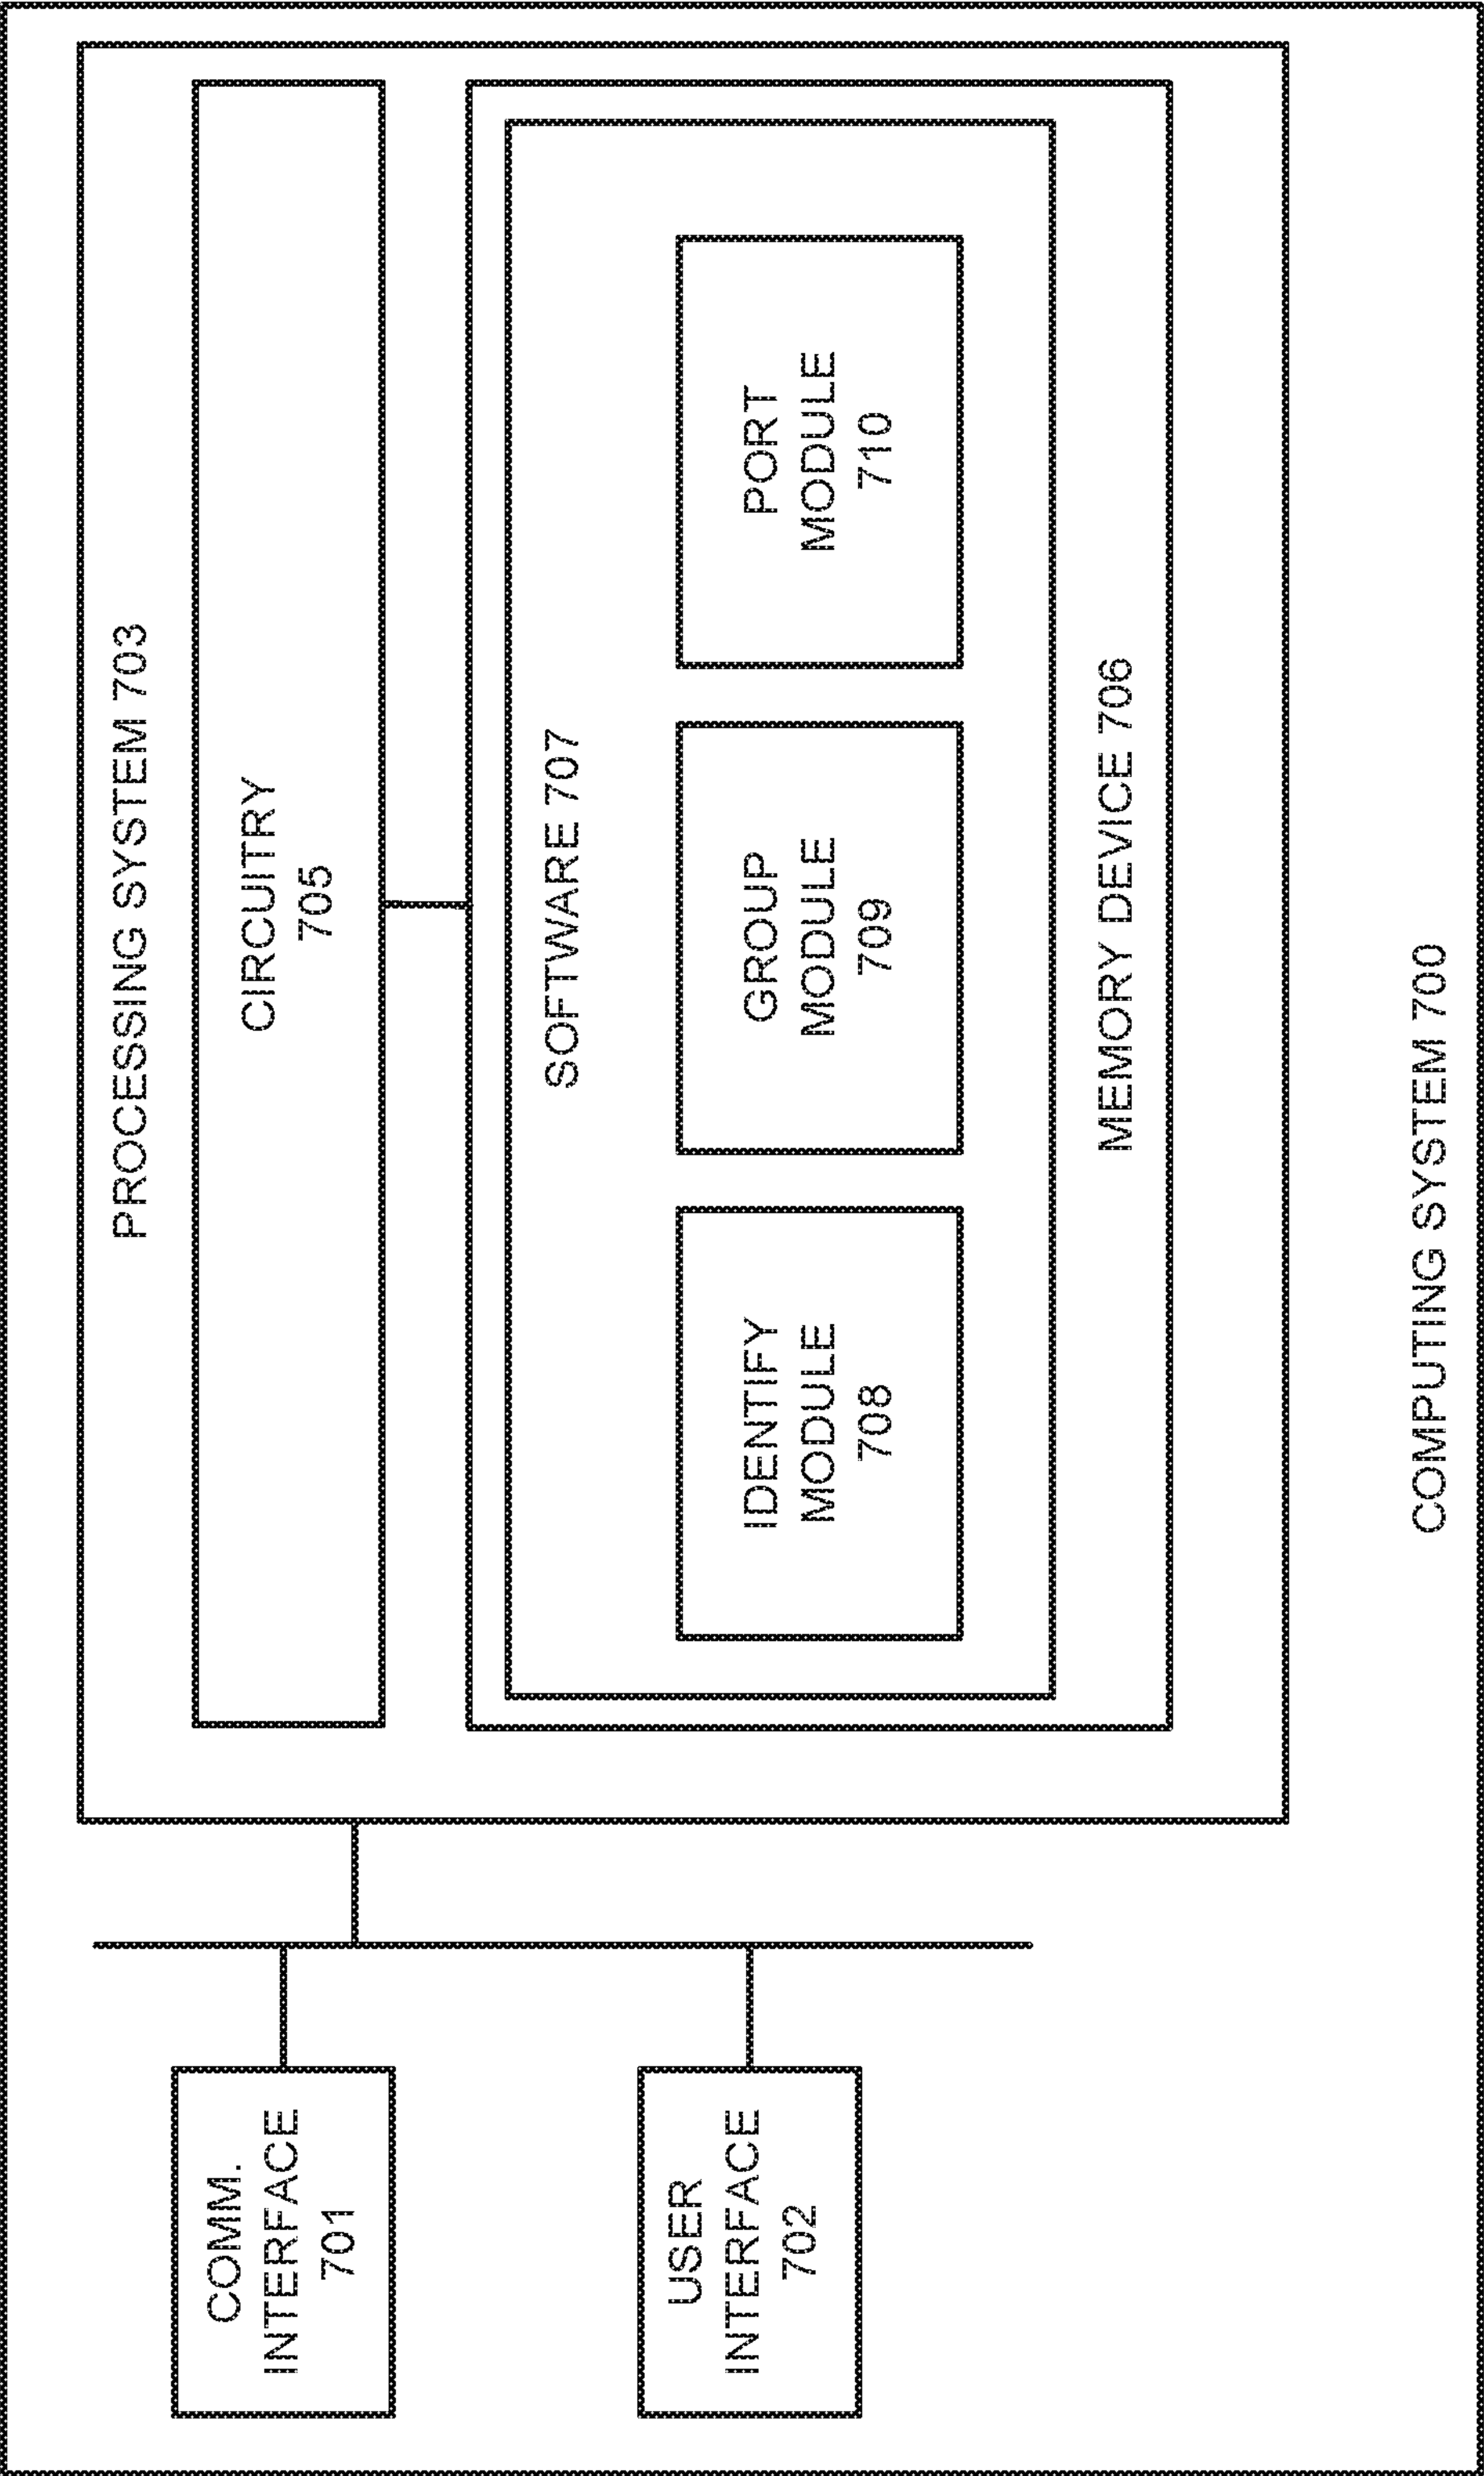 COMM.
INTERFACE
701
USER
INTERFACE
702
PROCESSING SYSTEM 703
CIRCUITRY
705
SOFTWARE 707
IDENTIFY
MODULE
708
GROUP
MODULE
709
PORT
MODULE
710
MEMORY DEVICE 706
COMPUTING SYSTEM 700